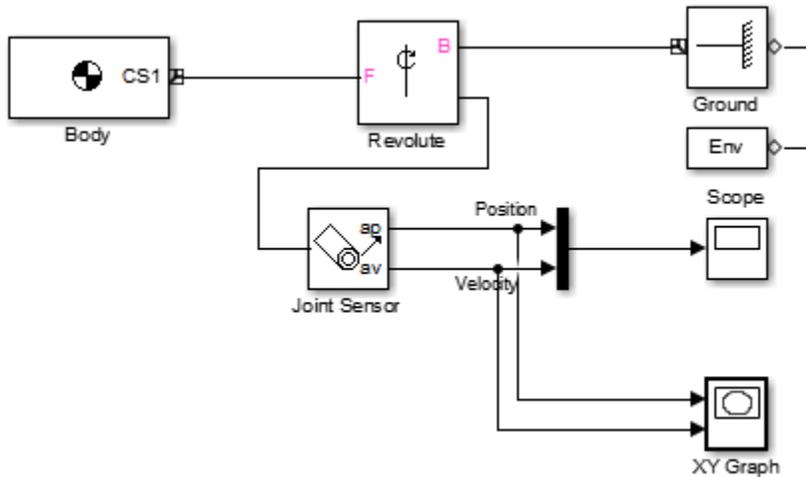 CS1
Body
F
B
Revolute
Ground
Env
Scope
ap
av
Joint Sensor
Position
Velocity
XY Graph